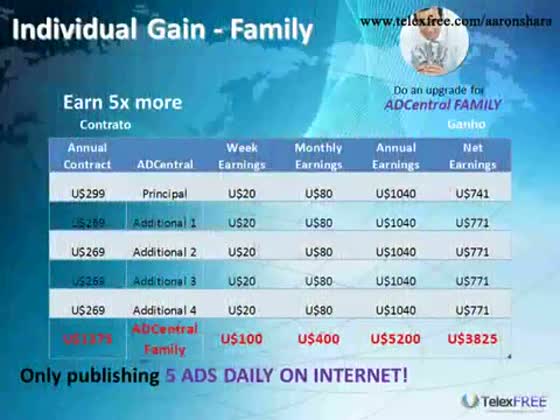 www.telexfree.com/aaronshara
Individual Gain - Family
Earn 5x more
Do an upgrade for
ADCentral FAMILY
Contrato
Ganho
Annual Contract ADCentral Week Earnings Monthly Earnings Annual Earnings Net Earnings
U$299 Principal U$20 U$80 U$1040 U$741
U$269 Additional 1 U$20 U$80 U$1040 U$771
U$269 Additional 2 U$20 U$80 U$1040 U$771
U$269 Additional 3 U$20 U$80 U$1040 U$771
U$269 Additional 4 U$20 U$80 U$1040 U$771
U$1375 ADCentral Family U$100 U$400 U$5200 U$3825
Only publishing 5 ADS DAILY ON INTERNET!
TelexFREE